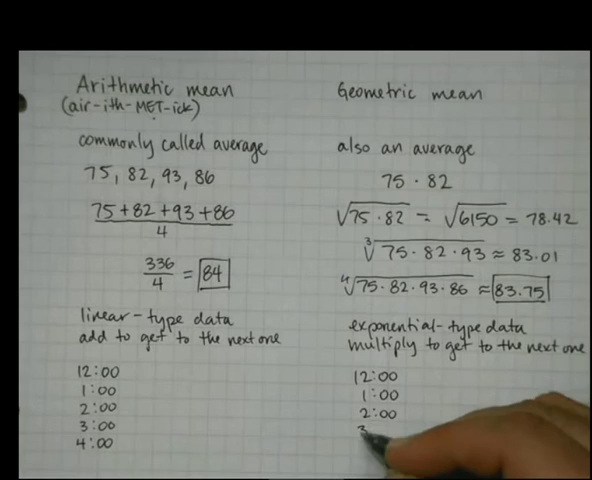 Arithmetic mean
(air-ith-MET-ick)
commonly called average
75, 82, 93, 86
75+82+93+86
4
336
4
= 84
linear-type data
add to get to the next one
12:00
1:00
2:00
3:00
4:00
Geometric mean
also an average
75 · 82
√75·82 = √6150 = 78.42
∛75·82·93 ≈ 83.01
∜75·82·93·86 ≈ 83.75
exponential-type data
multiply to get to the next one
12:00
1:00
2:00
3